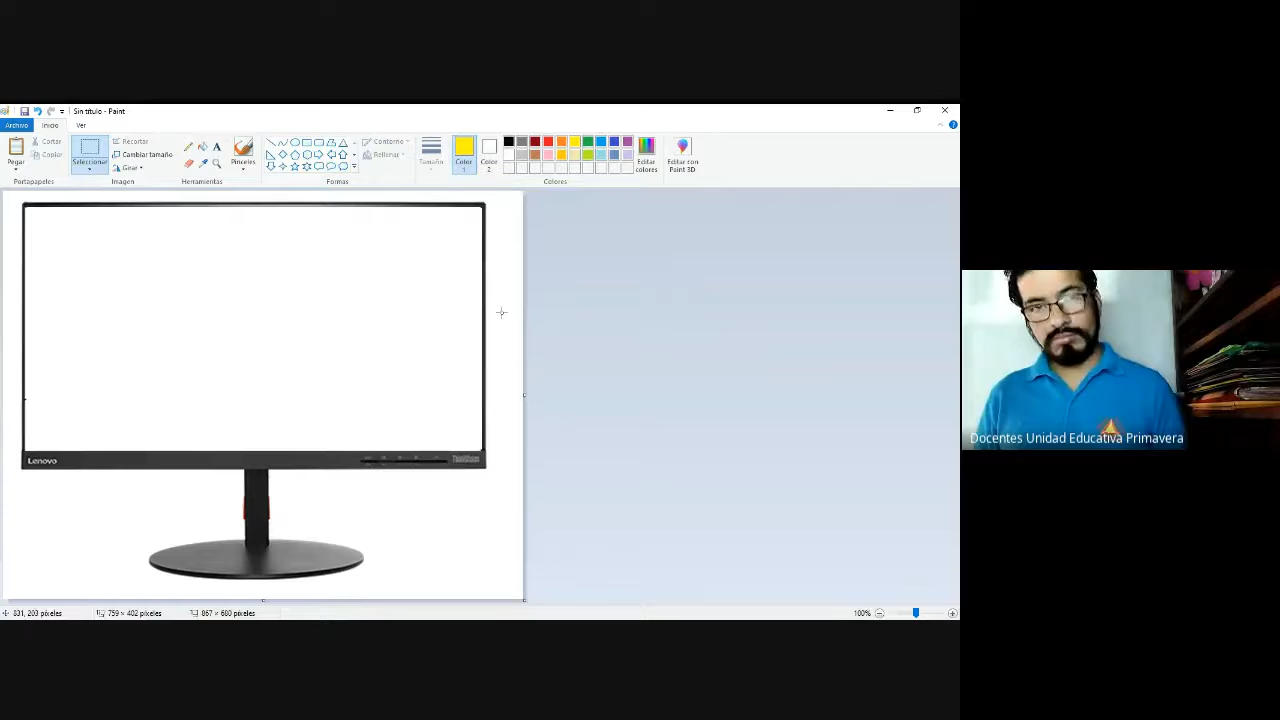 Sin título - Paint
Archivo Inicio Ver
Pegar
Cortar
Copiar
Portapapeles
Seleccionar
Recortar
Cambiar tamaño
Girar
Imagen
Herramientas
Pinceles
Contorno
Rellenar
Formas
Tamaño
Color
1
Color
2
Editar
colores
Colores
Editar con
Paint 3D
Lenovo
ThinkVision
Docentes Unidad Educativa Primavera
831, 203 píxeles 759 × 402 píxeles 867 × 680 píxeles 100%